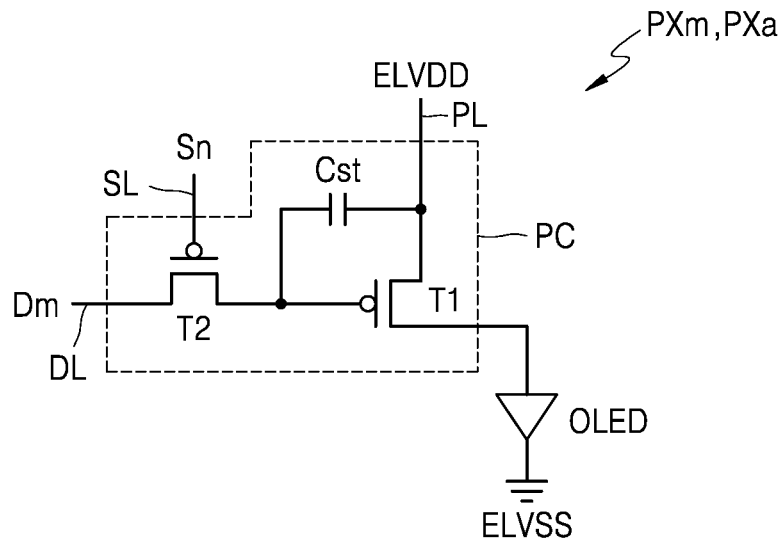 PXm,PXa
ELVDD
PL
Sn
Cst
SL
PC
Dm
T1
T2
DL
OLED
ELVSS